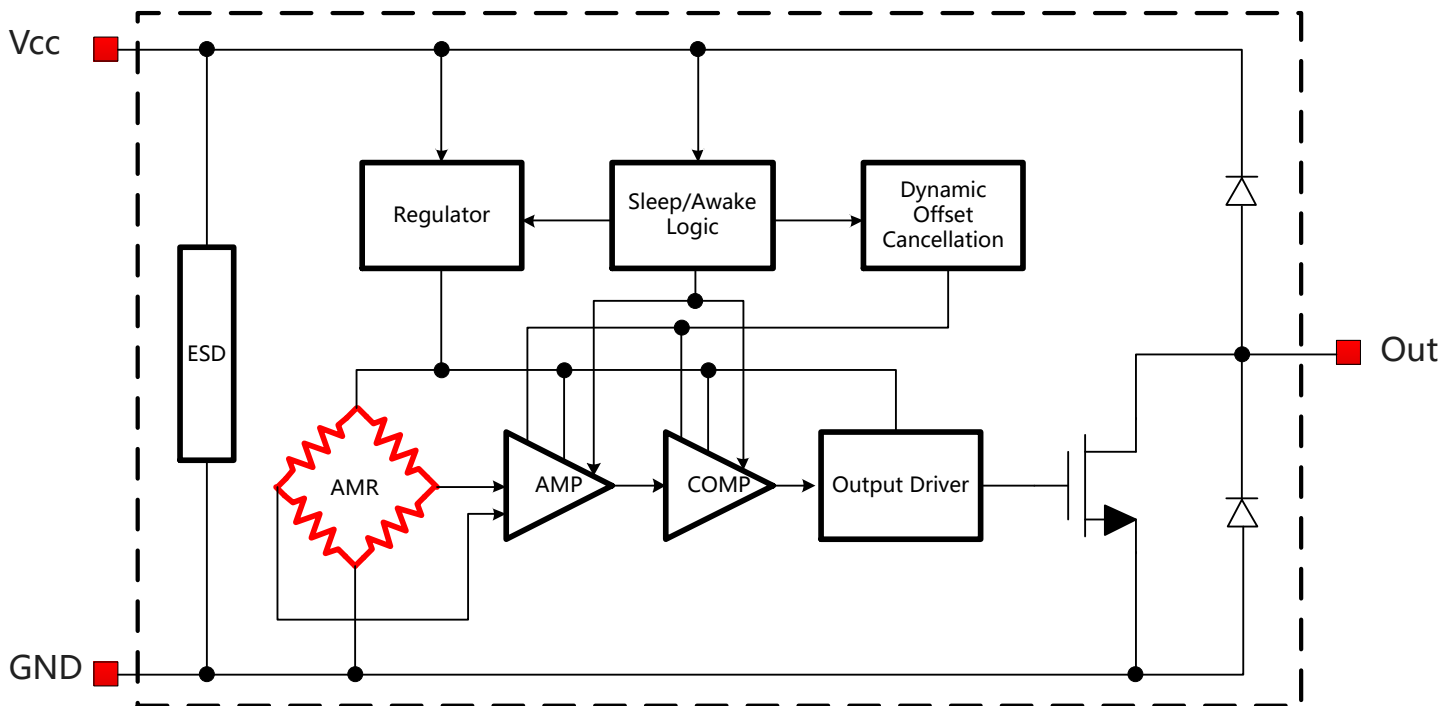 Vcc
Regulator
Sleep/Awake
Logic
Dynamic
Offset
Cancellation
ESD
Out
AMR
AMP
COMP
Output Driver
GND